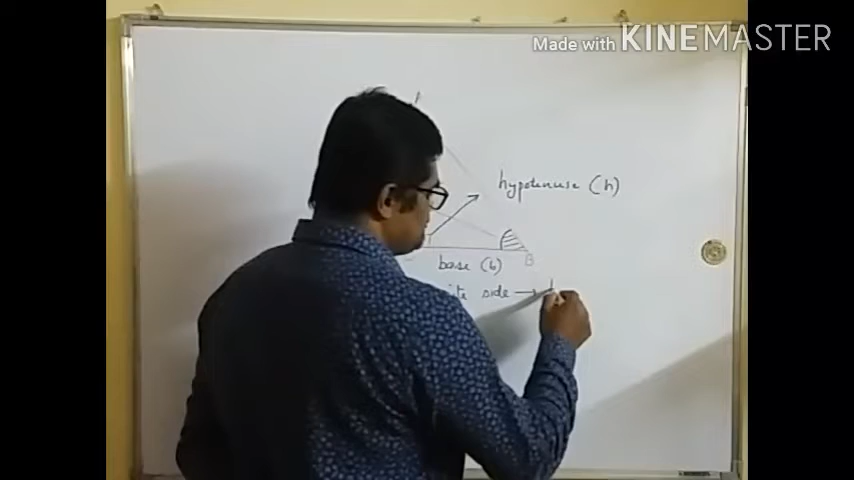 Made with KINEMASTER
hypotenuse (h)
base (b) B
side →